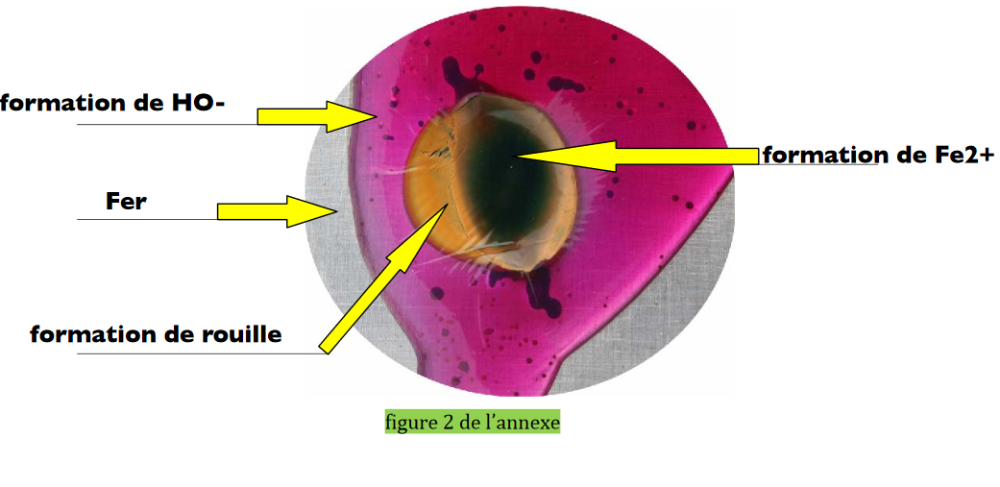 formation de HO-
formation de Fe2+
Fer
formation de rouille
figure 2 de l'annexe